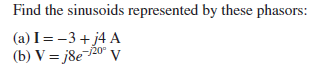 Find the sinusoids represented by these phasors:
(a) I = −3 + j4 A
(b) V = j8e^{−j20°} V